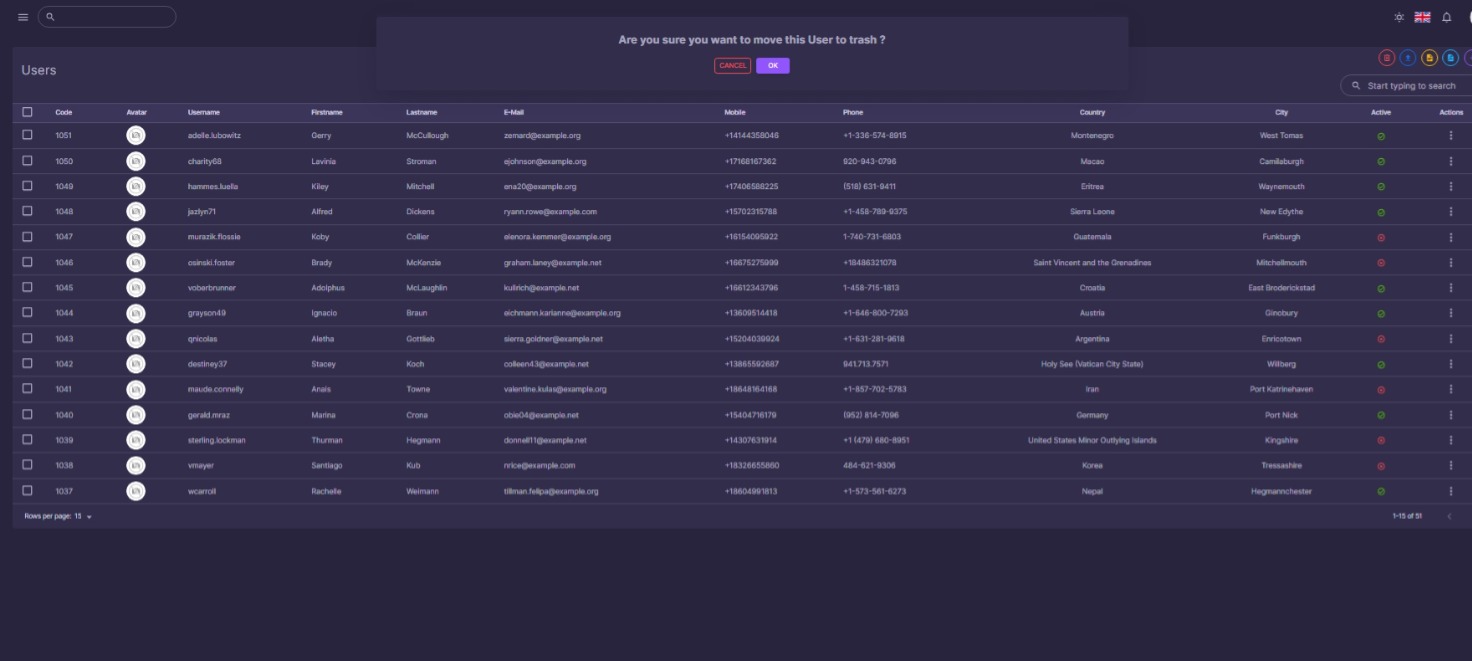 Are you sure you want to move this User to trash ?
CANCEL OK
Users
Start typing to search
Code Avatar Username Firstname Lastname E-Mail Mobile Phone Country City Active Actions
1051 adelle.lubowitz Gerry McCullough zemard@example.org +14144358046 +1-336-574-8915 Montenegro West Tomas
1050 charity68 Lavinia Stroman ejohnson@example.org +17168167362 920-943-0796 Macao Camilaburgh
1049 hammes.luella Kiley Mitchell ena20@example.org +17406588225 (518) 631-9411 Eritrea Waynemouth
1048 jazlyn71 Alfred Dickens ryann.rowe@example.com +15702315788 +1-458-789-9375 Sierra Leone New Edythe
1047 murazik.flossie Koby Collier elenora.kemmer@example.org +16154095922 1-740-731-6803 Guatemala Funkburgh
1046 osinski.foster Brady McKenzie graham.laney@example.net +16675275999 +18486321078 Saint Vincent and the Grenadines Mitchellmouth
1045 voberbrunner Adolphus McLaughlin kullrich@example.net +16612343796 1-458-715-1813 Croatia East Broderickstad
1044 grayson49 Ignacio Braun eichmann.karianne@example.org +13609514418 +1-646-800-7293 Austria Ginobury
1043 qnicolas Aletha Gottlieb sierra.goldner@example.net +15204039924 +1-631-281-9618 Argentina Enricotown
1042 destiney37 Stacey Koch colleen43@example.net +13865592687 941.713.7571 Holy See (Vatican City State) Willberg
1041 maude.connelly Anais Towne valentine.kulas@example.org +18648164168 +1-857-702-5783 Iran Port Katrinehaven
1040 gerald.mraz Marina Crona obie04@example.net +15404716179 (952) 814-7096 Germany Port Nick
1039 sterling.lockman Thurman Hegmann donnell11@example.net +14307631914 +1 (479) 680-8951 United States Minor Outlying Islands Kingshire
1038 vmayer Santiago Kub nrice@example.com +18326655860 484-621-9306 Korea Tressashire
1037 wcarroll Rachelle Weimann tillman.felipa@example.org +18604991813 +1-573-561-6273 Nepal Hegmannchester
Rows per page: 15 1-15 of 51